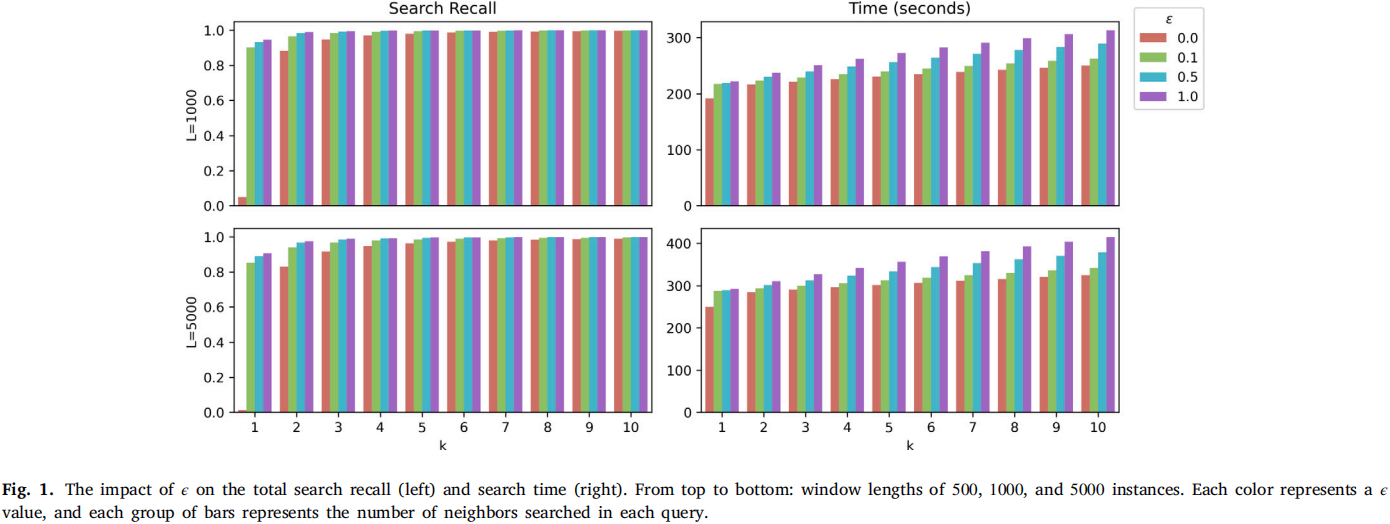 Search Recall
Time (seconds)
ε
0.0
0.1
0.5
1.0
L=1000
1.0
0.8
0.6
0.4
0.2
0.0
300
200
100
0
L=5000
1.0
0.8
0.6
0.4
0.2
0.0
400
300
200
100
0
1 2 3 4 5 6 7 8 9 10
k
1 2 3 4 5 6 7 8 9 10
k
Fig. 1. The impact of ϵ on the total search recall (left) and search time (right). From top to bottom: window lengths of 500, 1000, and 5000 instances. Each color represents a ϵ
value, and each group of bars represents the number of neighbors searched in each query.